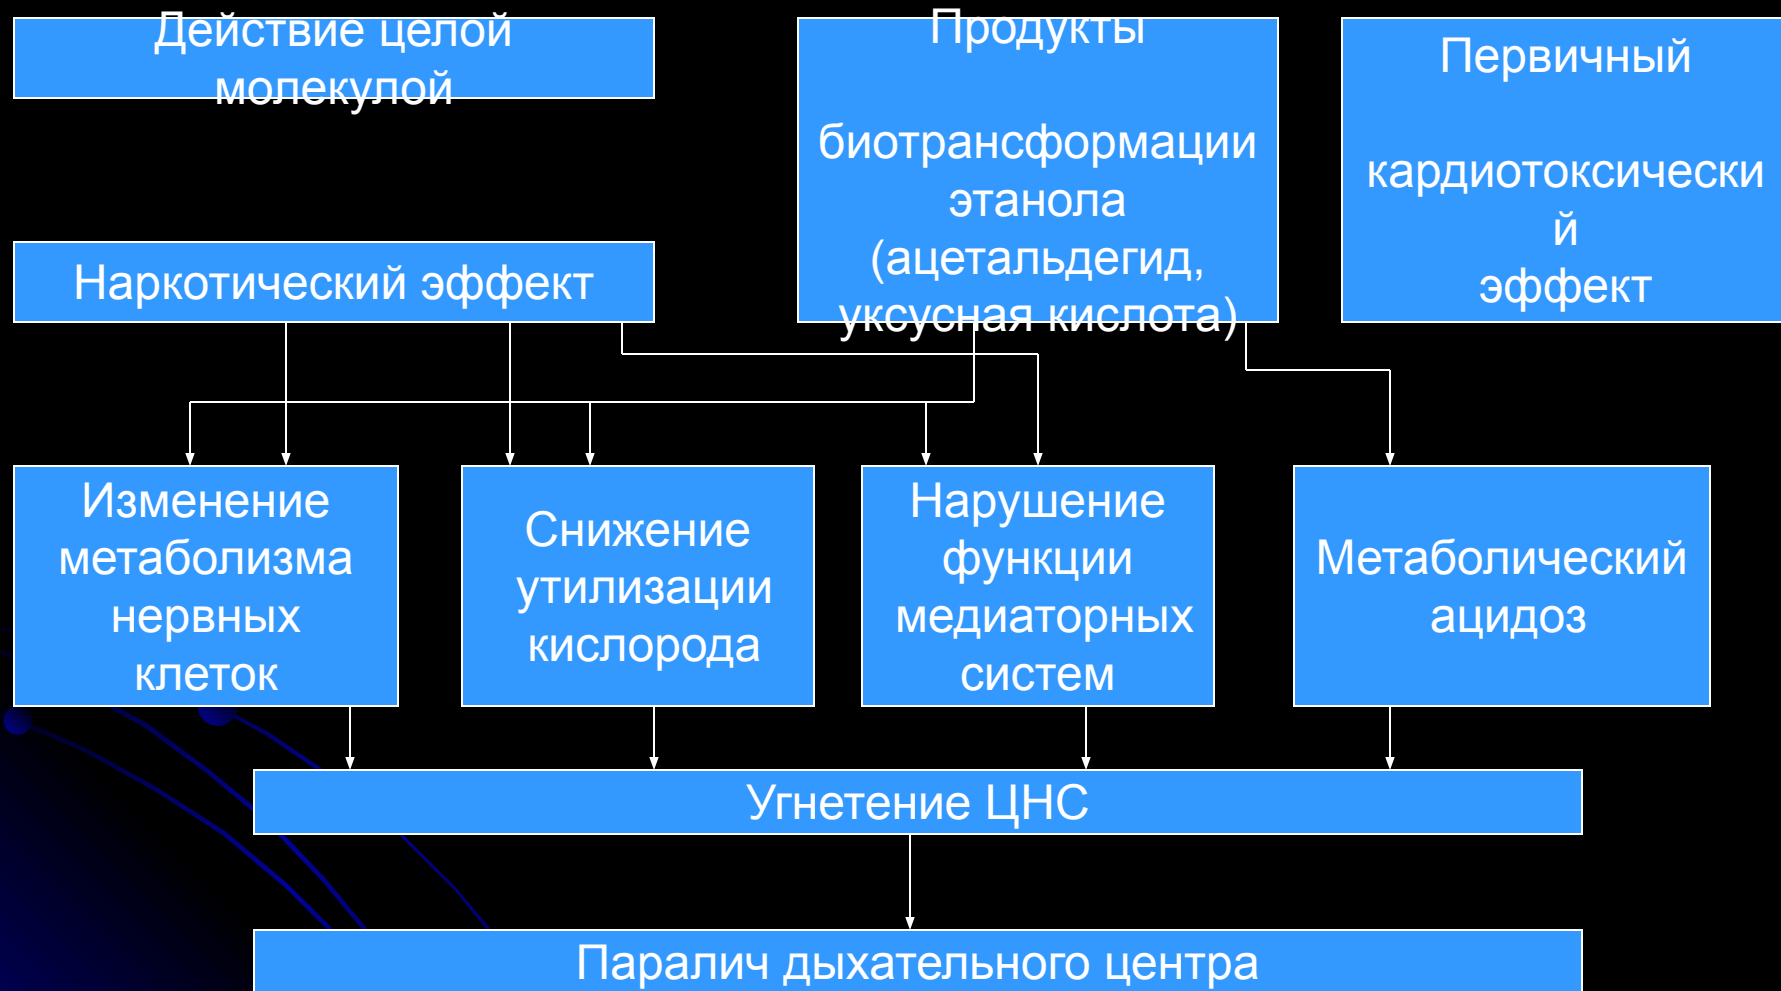 Действие целой
молекулой
Продукты
биотрансформации
этанола
(ацетальдегид,
уксусная кислота)
Первичный
кардиотоксически
й
эффект
Наркотический эффект
Изменение
метаболизма
нервных
клеток
Снижение
утилизации
кислорода
Нарушение
функции
медиаторных
систем
Метаболический
ацидоз
Угнетение ЦНС
Паралич дыхательного центра